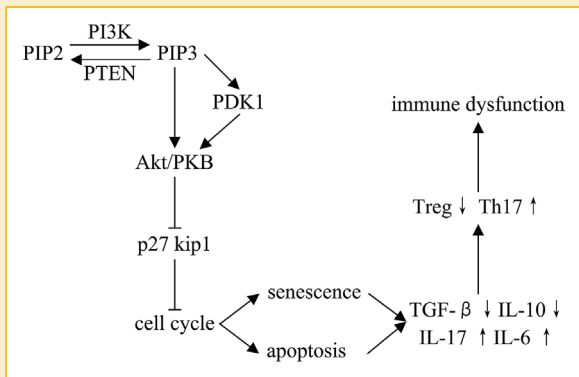 PI3K
PIP2 PIP3
PTEN
PDK1
immune dysfunction
Akt/PKB
Treg ↓ Th17 ↑
p27 kip1
senescence
TGF-β ↓ IL-10 ↓
cell cycle
IL-17 ↑ IL-6 ↑
apoptosis